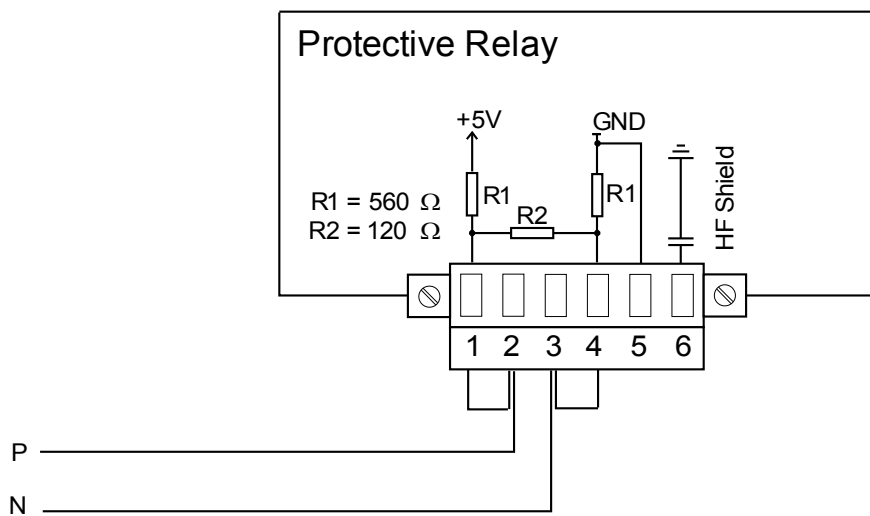 Protective Relay
+5V
GND
R1 = 560 Ω
R2 = 120 Ω
R1
R2
R1
HF Shield
1 2 3 4 5 6
P
N